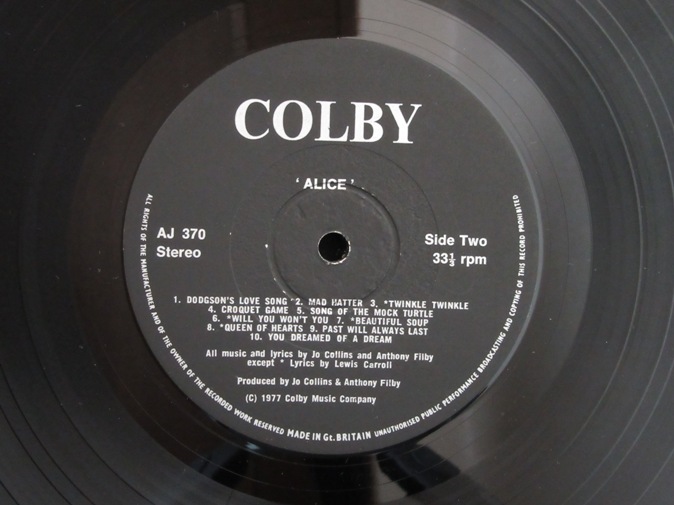 COLBY
‘ ALICE ’
AJ 370
Stereo
Side Two
33⅓ rpm
1. DODGSON'S LOVE SONG *2. MAD HATTER 3. *TWINKLE TWINKLE
4. CROQUET GAME 5. SONG OF THE MOCK TURTLE
6. *WILL YOU WON'T YOU 7. *BEAUTIFUL SOUP
8. *QUEEN OF HEARTS 9. PAST WILL ALWAYS LAST
10. YOU DREAMED OF A DREAM
All music and lyrics by Jo Collins and Anthony Filby
except * Lyrics by Lewis Carroll
Produced by Jo Collins & Anthony Filby
(C) 1977 Colby Music Company
ALL RIGHTS OF THE MANUFACTURER AND OF THE OWNER OF THE RECORDED WORK RESERVED MADE IN Gt. BRITAIN UNAUTHORISED PUBLIC PERFORMANCE BROADCASTING AND COPYING OF THIS RECORD PROHIBITED